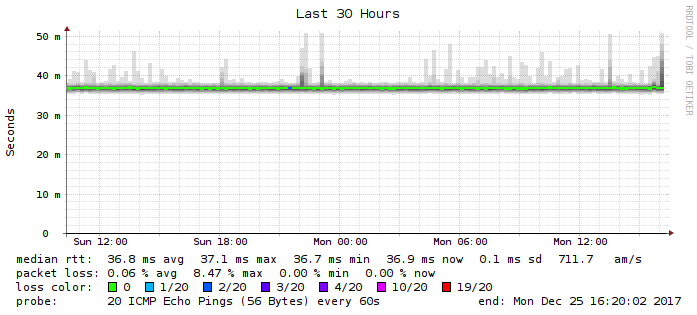 Last 30 Hours
RRDTOOL / TOBI OETIKER
Seconds
50 m
40 m
30 m
20 m
10 m
0
Sun 12:00 Sun 18:00 Mon 00:00 Mon 06:00 Mon 12:00
median rtt: 36.8 ms avg 37.1 ms max 36.7 ms min 36.9 ms now 0.1 ms sd 711.7 am/s
packet loss: 0.06 % avg 8.47 % max 0.00 % min 0.00 % now
loss color: 0 1/20 2/20 3/20 4/20 10/20 19/20
probe: 20 ICMP Echo Pings (56 Bytes) every 60s end: Mon Dec 25 16:20:02 2017